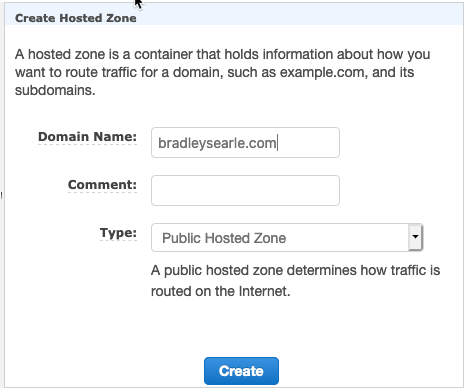 Create Hosted Zone
A hosted zone is a container that holds information about how you
want to route traffic for a domain, such as example.com, and its
subdomains.
Domain Name: bradleysearle.com
Comment:
Type: Public Hosted Zone
A public hosted zone determines how traffic is
routed on the Internet.
Create